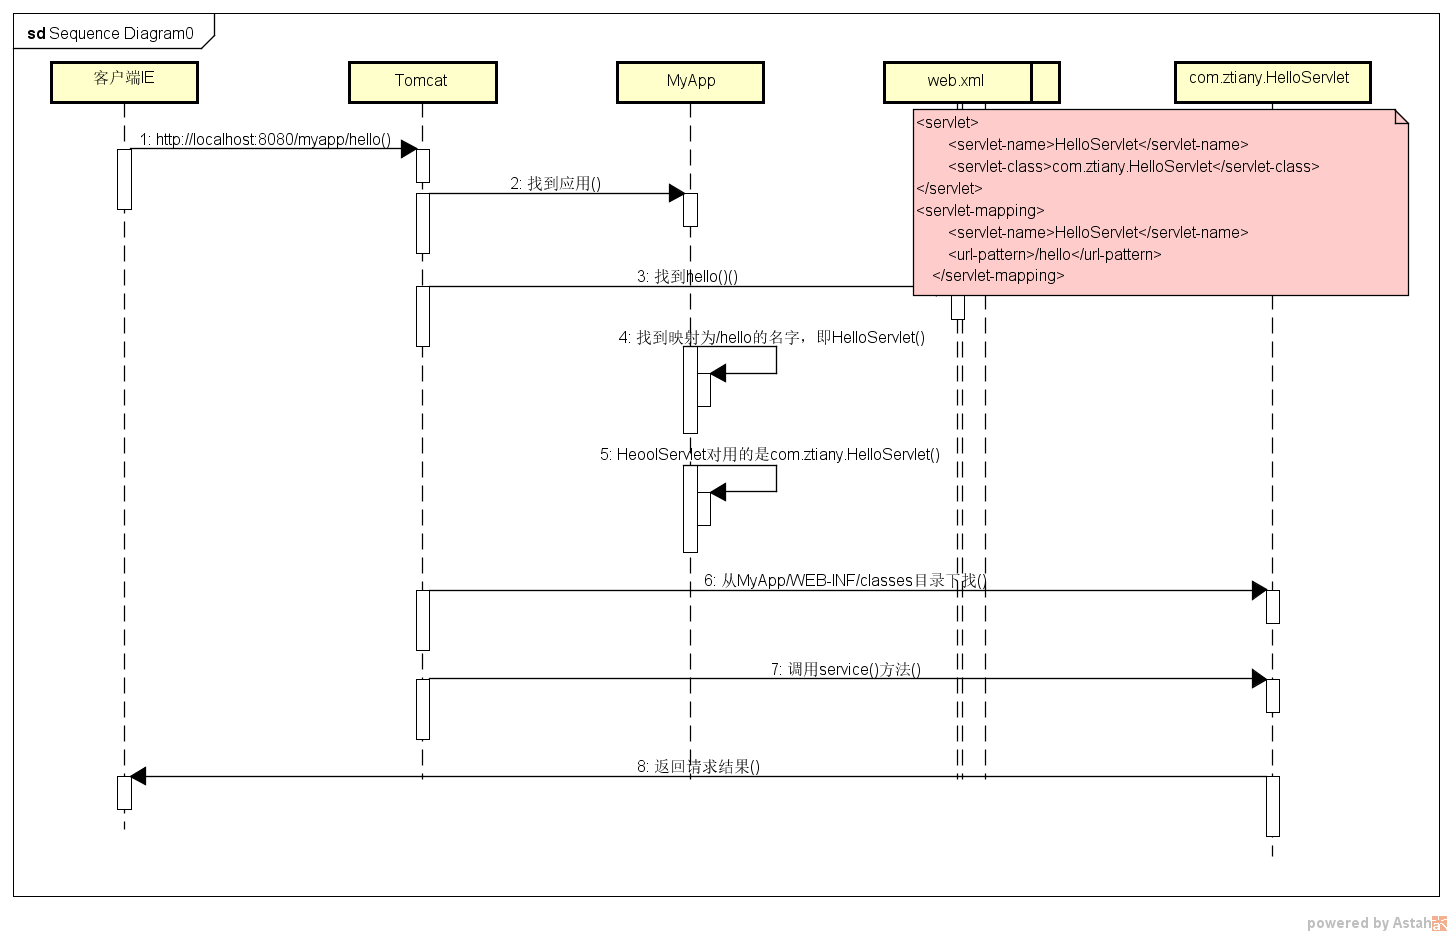 sd Sequence Diagram0
客户端IE
Tomcat
MyApp
web.xml
com.ztiany.HelloServlet
<servlet>
<servlet-name>HelloServlet</servlet-name>
<servlet-class>com.ztiany.HelloServlet</servlet-class>
</servlet>
<servlet-mapping>
<servlet-name>HelloServlet</servlet-name>
<url-pattern>/hello</url-pattern>
</servlet-mapping>
1: http://localhost:8080/myapp/hello()
2: 找到应用()
3: 找到hello()()
4: 找到映射为/hello的名字，即HelloServlet()
5: HeoolServlet对用的是com.ztiany.HelloServlet()
6: 从MyApp/WEB-INF/classes目录下找()
7: 调用service()方法()
8: 返回请求结果()
powered by Astah